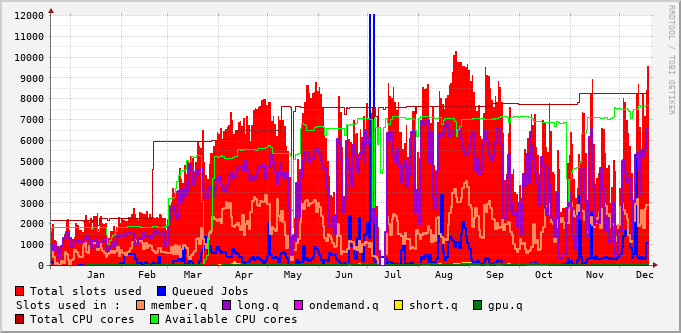 12000
11000
10000
9000
8000
7000
6000
5000
4000
3000
2000
1000
0
Jan Feb Mar Apr May Jun Jul Aug Sep Oct Nov Dec
RRDTOOL / TOBI OETIKER
Total slots used Queued Jobs
Slots used in : member.q long.q ondemand.q short.q gpu.q
Total CPU cores Available CPU cores